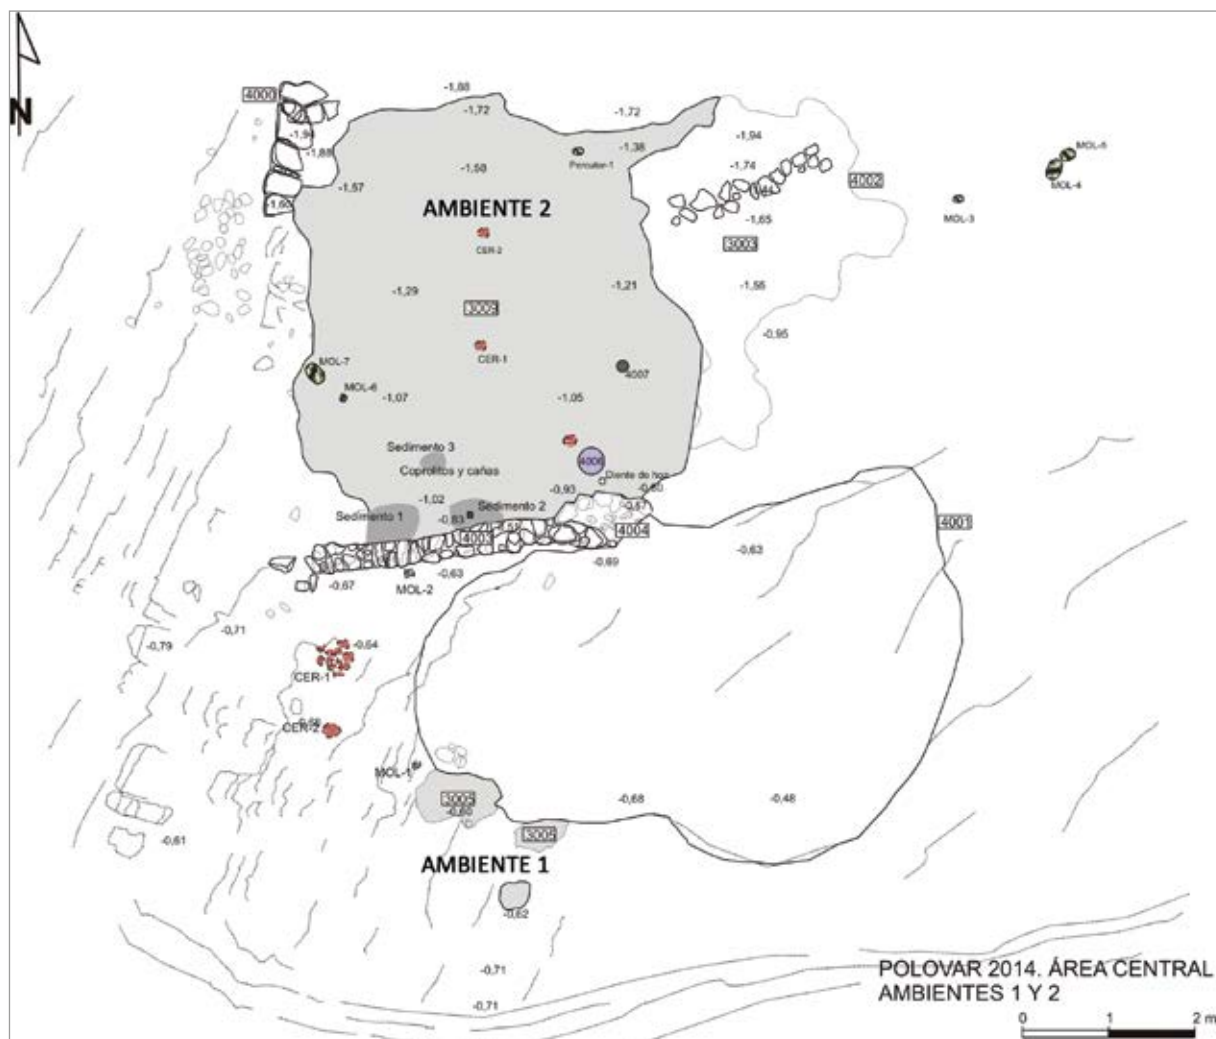 N
4000
-1,88
-1,72
-1,72
-1,94
-1,88
-1,38
-1,94
Percutor-1
-1,74
-1,58
-1,57
4002
MOL-5
MOL-4
MOL-3
AMBIENTE 2
-1,65
3003
CER-2
-1,29
-1,21
-1,55
3009
-0,95
CER-1
MOL-7
4007
MOL-6
-1,07
-1,05
Sedimento 3
Coprolitos y cañas
4006
Diente de hoz
-0,93
-1,02
-0,57
Sedimento 1
Sedimento 2
-0,83
4003
4004
4001
-0,63
-0,69
-0,67
-0,63
MOL-2
-0,71
-0,79
CER-1
CER-2
MOL-1
3005
-0,60
-0,68
-0,48
3005
-0,61
AMBIENTE 1
-0,62
-0,71
-0,71
POLOVAR 2014. ÁREA CENTRAL
AMBIENTES 1 Y 2
0 1 2 m